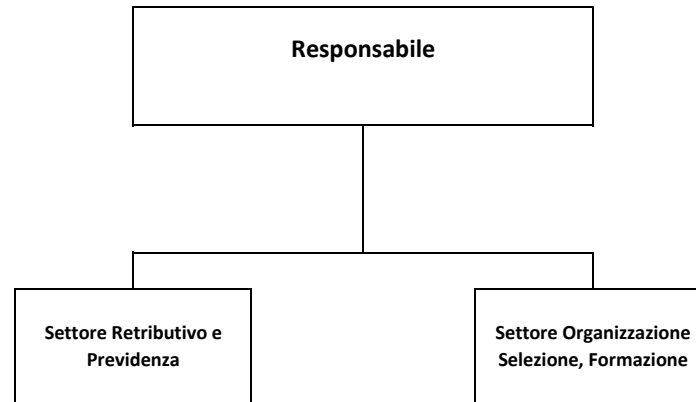 Responsabile
Settore Retributivo e
Previdenza
Settore Organizzazione
Selezione, Formazione